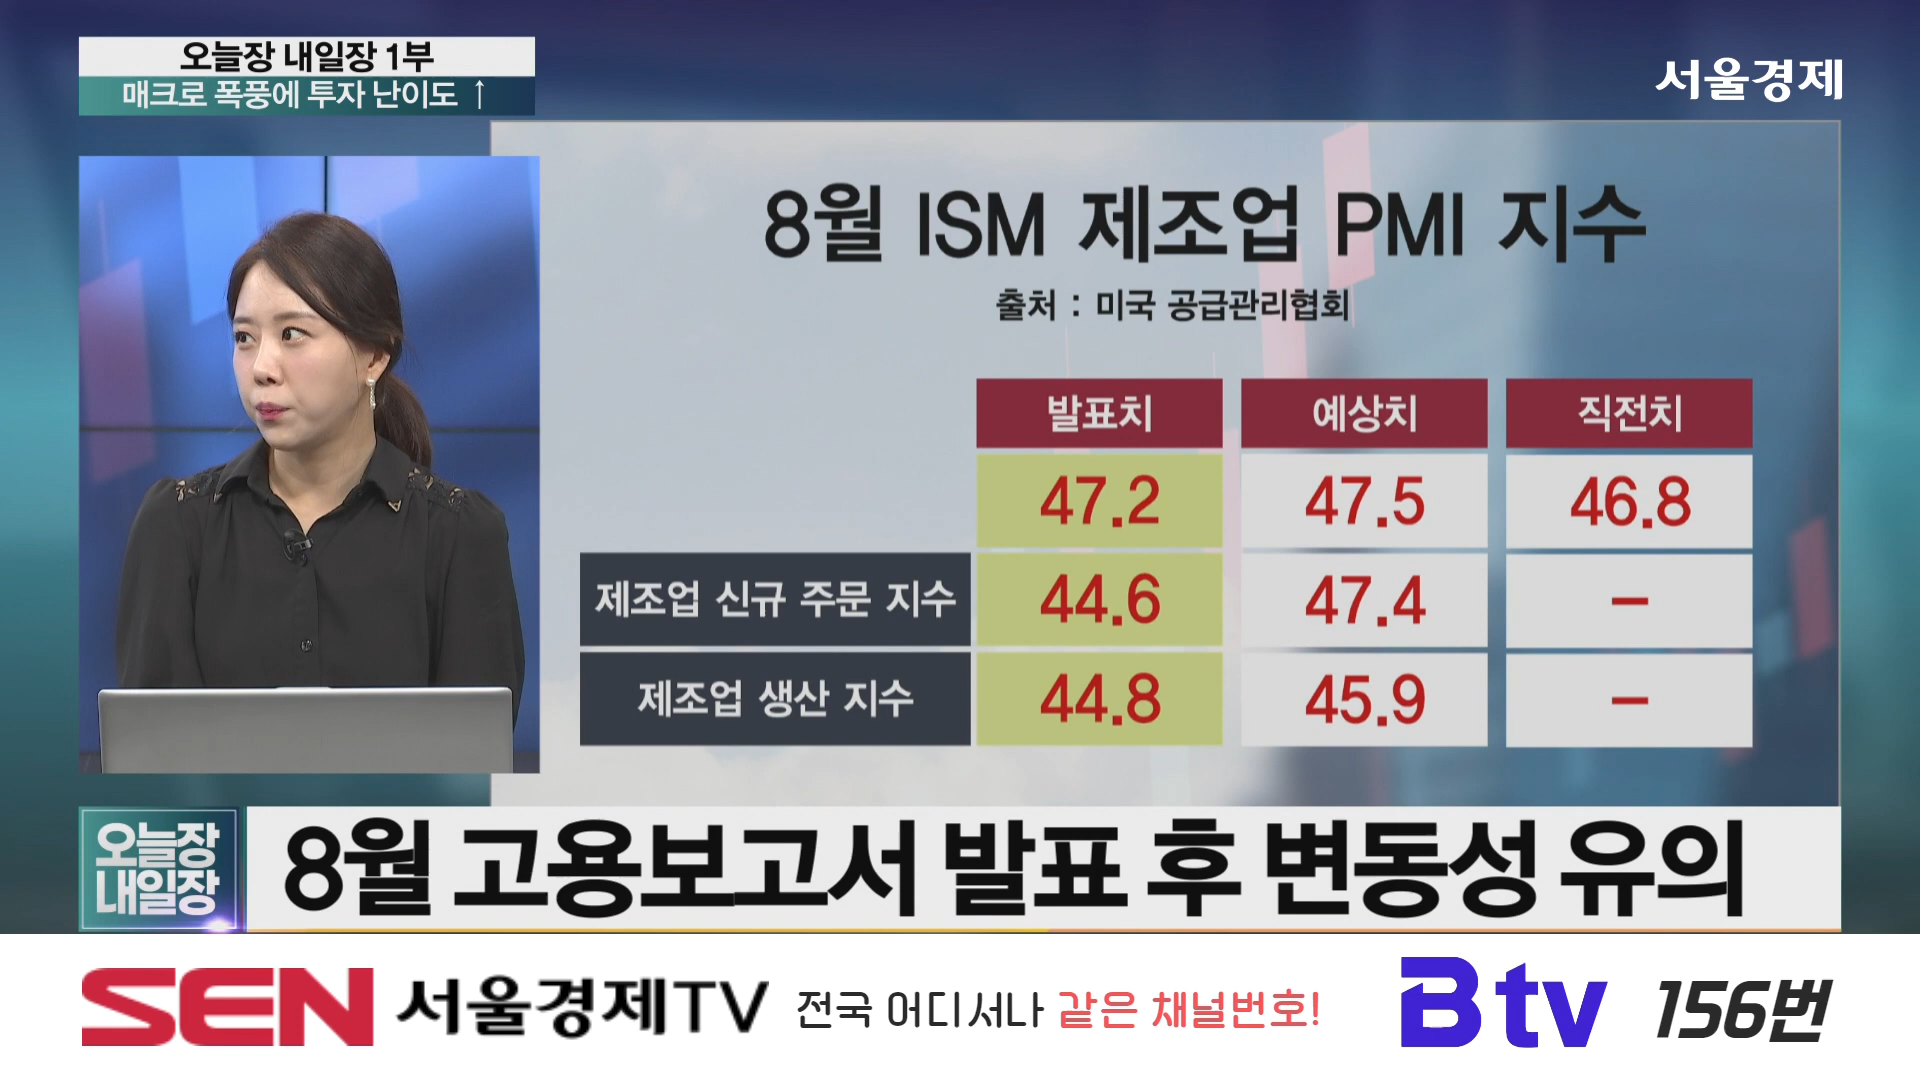 오늘장 내일장 1부
매크로 폭풍에 투자 난이도 ↑
서울경제
8월 ISM 제조업 PMI 지수
출처 : 미국 공급관리협회
발표치 예상치 직전치
47.2 47.5 46.8
제조업 신규 주문 지수 44.6 47.4 –
제조업 생산 지수 44.8 45.9 –
오늘장
내일장
8월 고용보고서 발표 후 변동성 유의
SEN 서울경제TV 전국 어디서나 같은 채널번호! B tv 156번